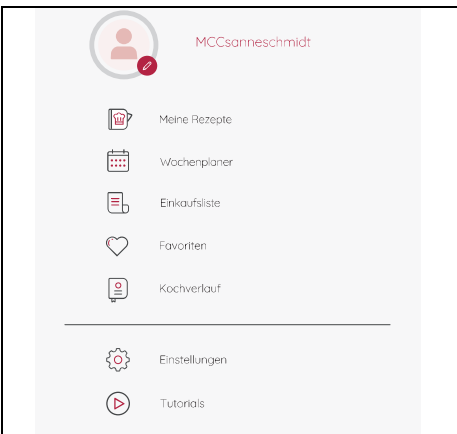 MCCsanneschmidt
Meine Rezepte
Wochenplaner
Einkaufsliste
Favoriten
Kochverlauf
Einstellungen
Tutorials